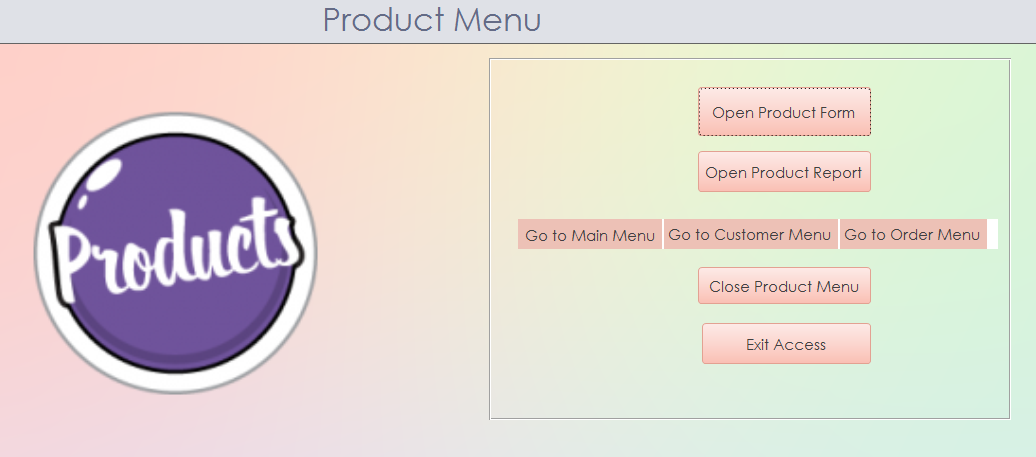 Product Menu
Products
Open Product Form
Open Product Report
Go to Main Menu Go to Customer Menu Go to Order Menu
Close Product Menu
Exit Access